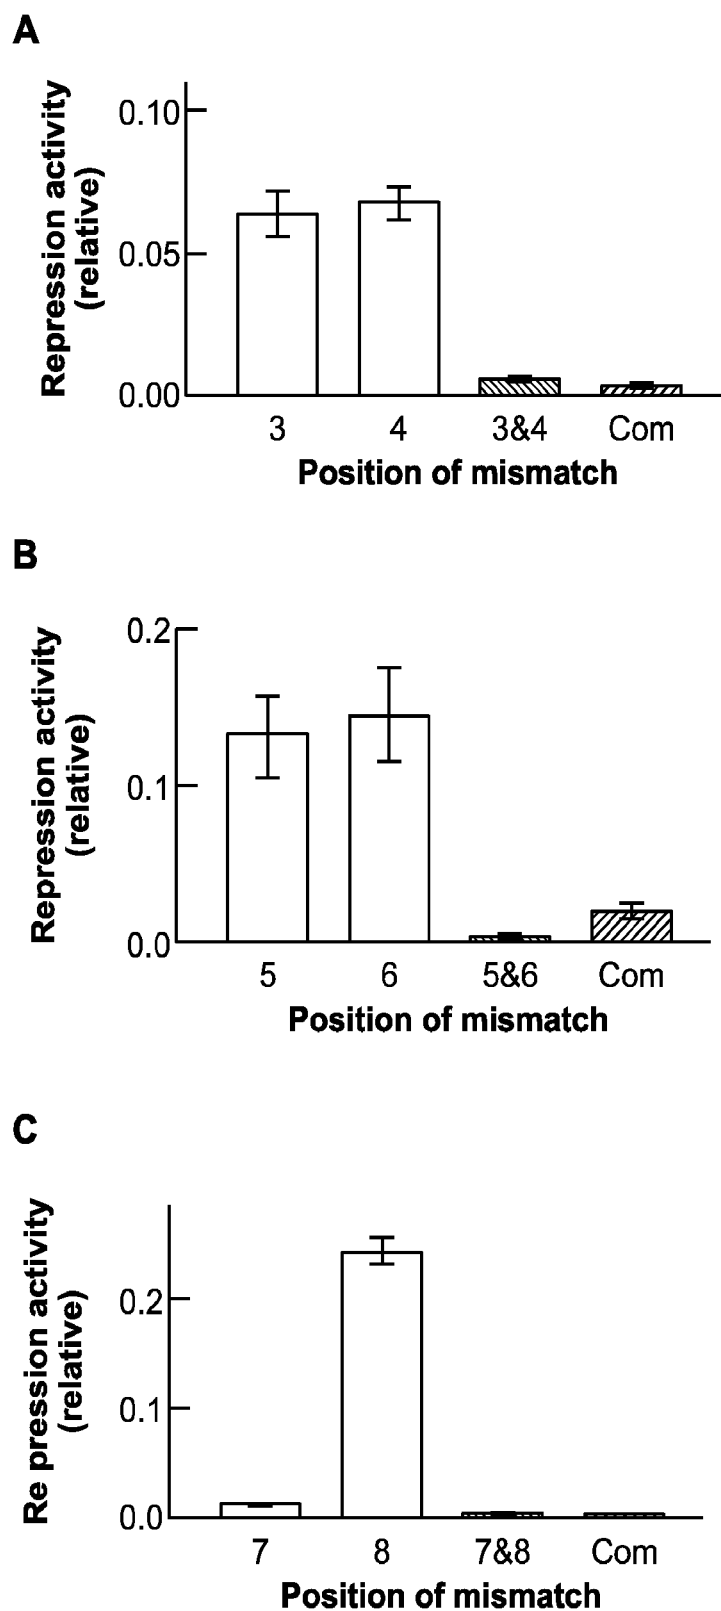 A
Repression activity
(relative)
0.10
0.05
0.00
3 4 3&4 Com
Position of mismatch
B
Repression activity
(relative)
0.2
0.1
0.0
5 6 5&6 Com
Position of mismatch
C
Re pression activity
(relative)
0.2
0.1
0.0
7 8 7&8 Com
Position of mismatch